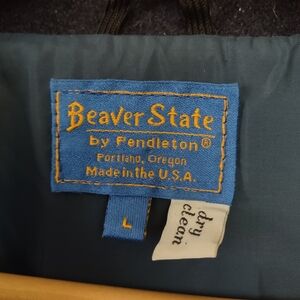 Beaver State
by Pendleton®
Portland, Oregon
Made in the U.S.A.
L
dry
clean